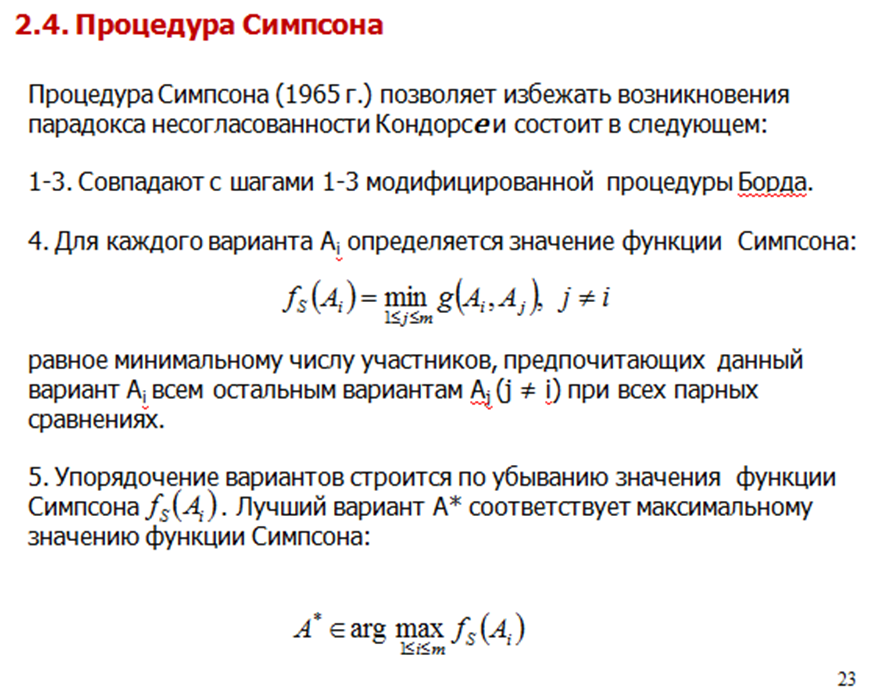 2.4. Процедура Симпсона
Процедура Симпсона (1965 г.) позволяет избежать возникновения
парадокса несогласованности Кондорсе и состоит в следующем:
1-3. Совпадают с шагами 1-3 модифицированной процедуры Борда.
4. Для каждого варианта Ai определяется значение функции Симпсона:
fS(Ai) = min 1≤j≤m g(Ai, Aj), j ≠ i
равное минимальному числу участников, предпочитающих данный
вариант Ai всем остальным вариантам Aj (j ≠ i) при всех парных
сравнениях.
5. Упорядочение вариантов строится по убыванию значения функции
Симпсона fS(Ai). Лучший вариант A* соответствует максимальному
значению функции Симпсона:
A* ∈ arg max 1≤i≤m fS(Ai)
23